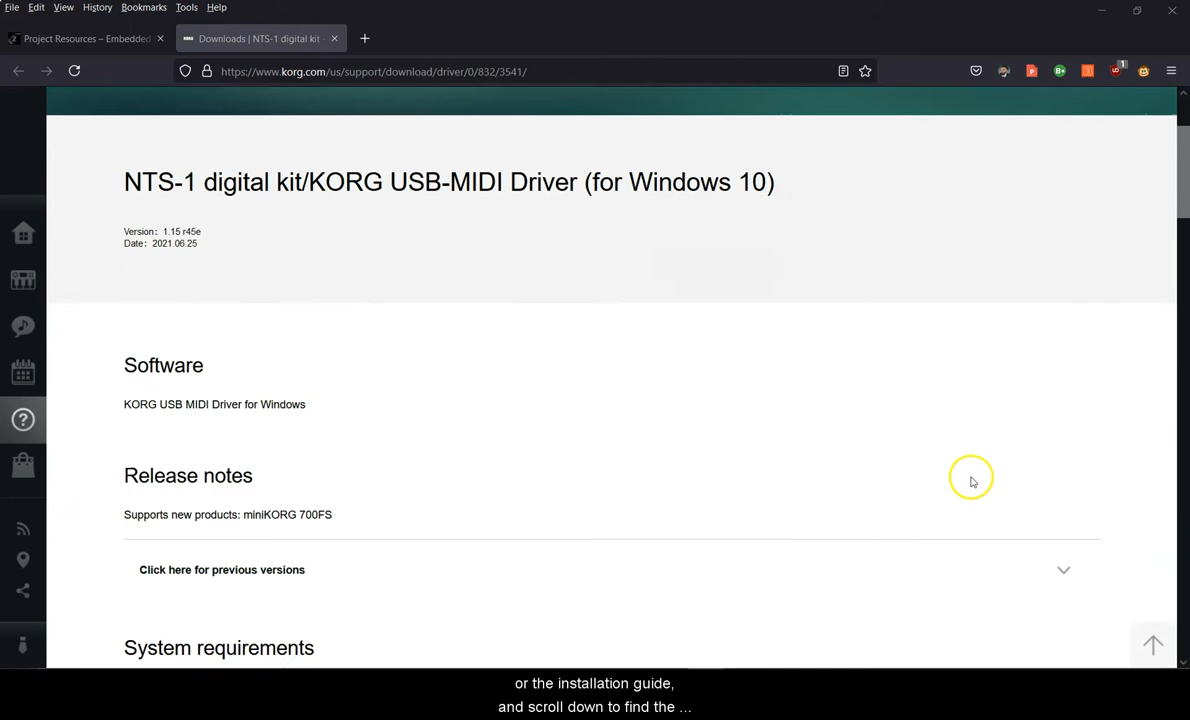 File Edit View History Bookmarks Tools Help
Project Resources – Embedded
Downloads | NTS-1 digital kit -
https://www.korg.com/us/support/download/driver/0/832/3541/
1
NTS-1 digital kit/KORG USB-MIDI Driver (for Windows 10)
Version: 1.15 r45e
Date: 2021.06.25
Software
KORG USB MIDI Driver for Windows
Release notes
Supports new products: miniKORG 700FS
Click here for previous versions
System requirements
or the installation guide,
and scroll down to find the ...